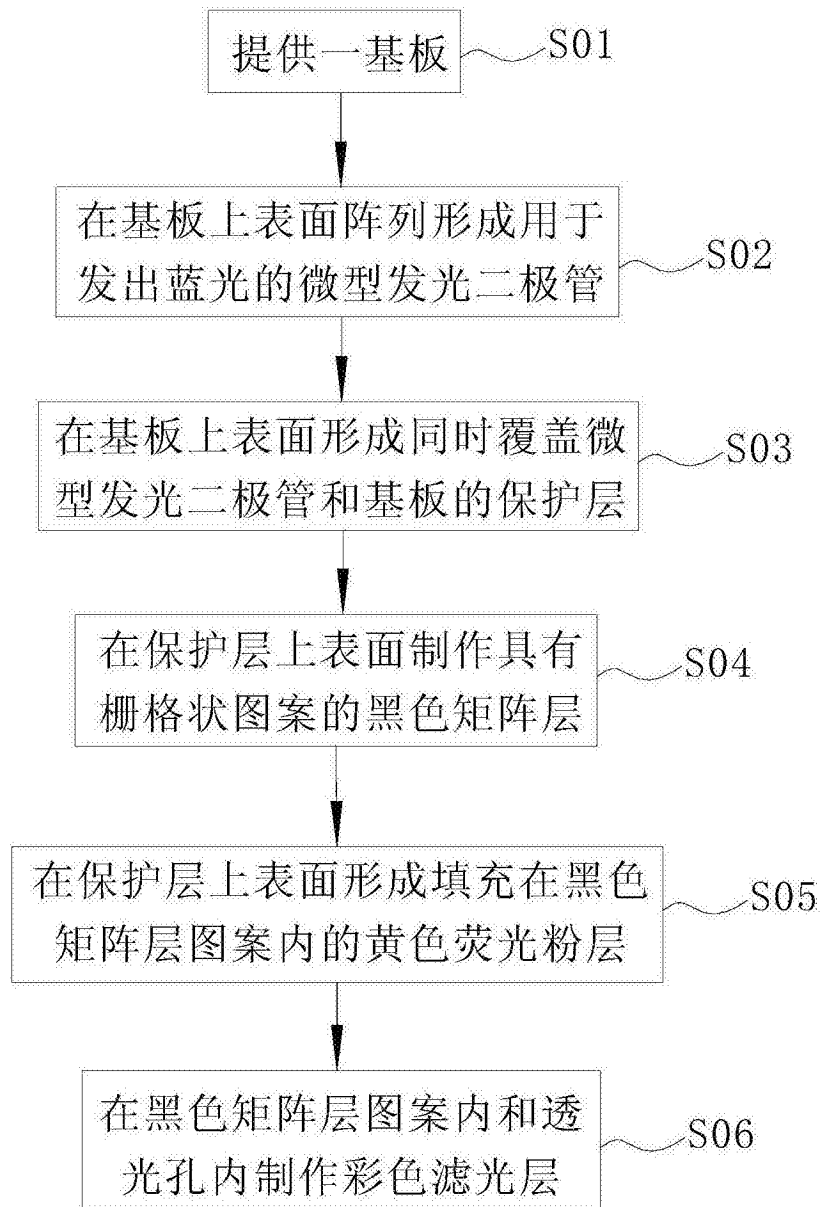 提供一基板
S01
在基板上表面阵列形成用于
发出蓝光的微型发光二极管
S02
在基板上表面形成同时覆盖微
型发光二极管和基板的保护层
S03
在保护层上表面制作具有
栅格状图案的黑色矩阵层
S04
在保护层上表面形成填充在黑色
矩阵层图案内的黄色荧光粉层
S05
在黑色矩阵层图案内和透
光孔内制作彩色滤光层
S06